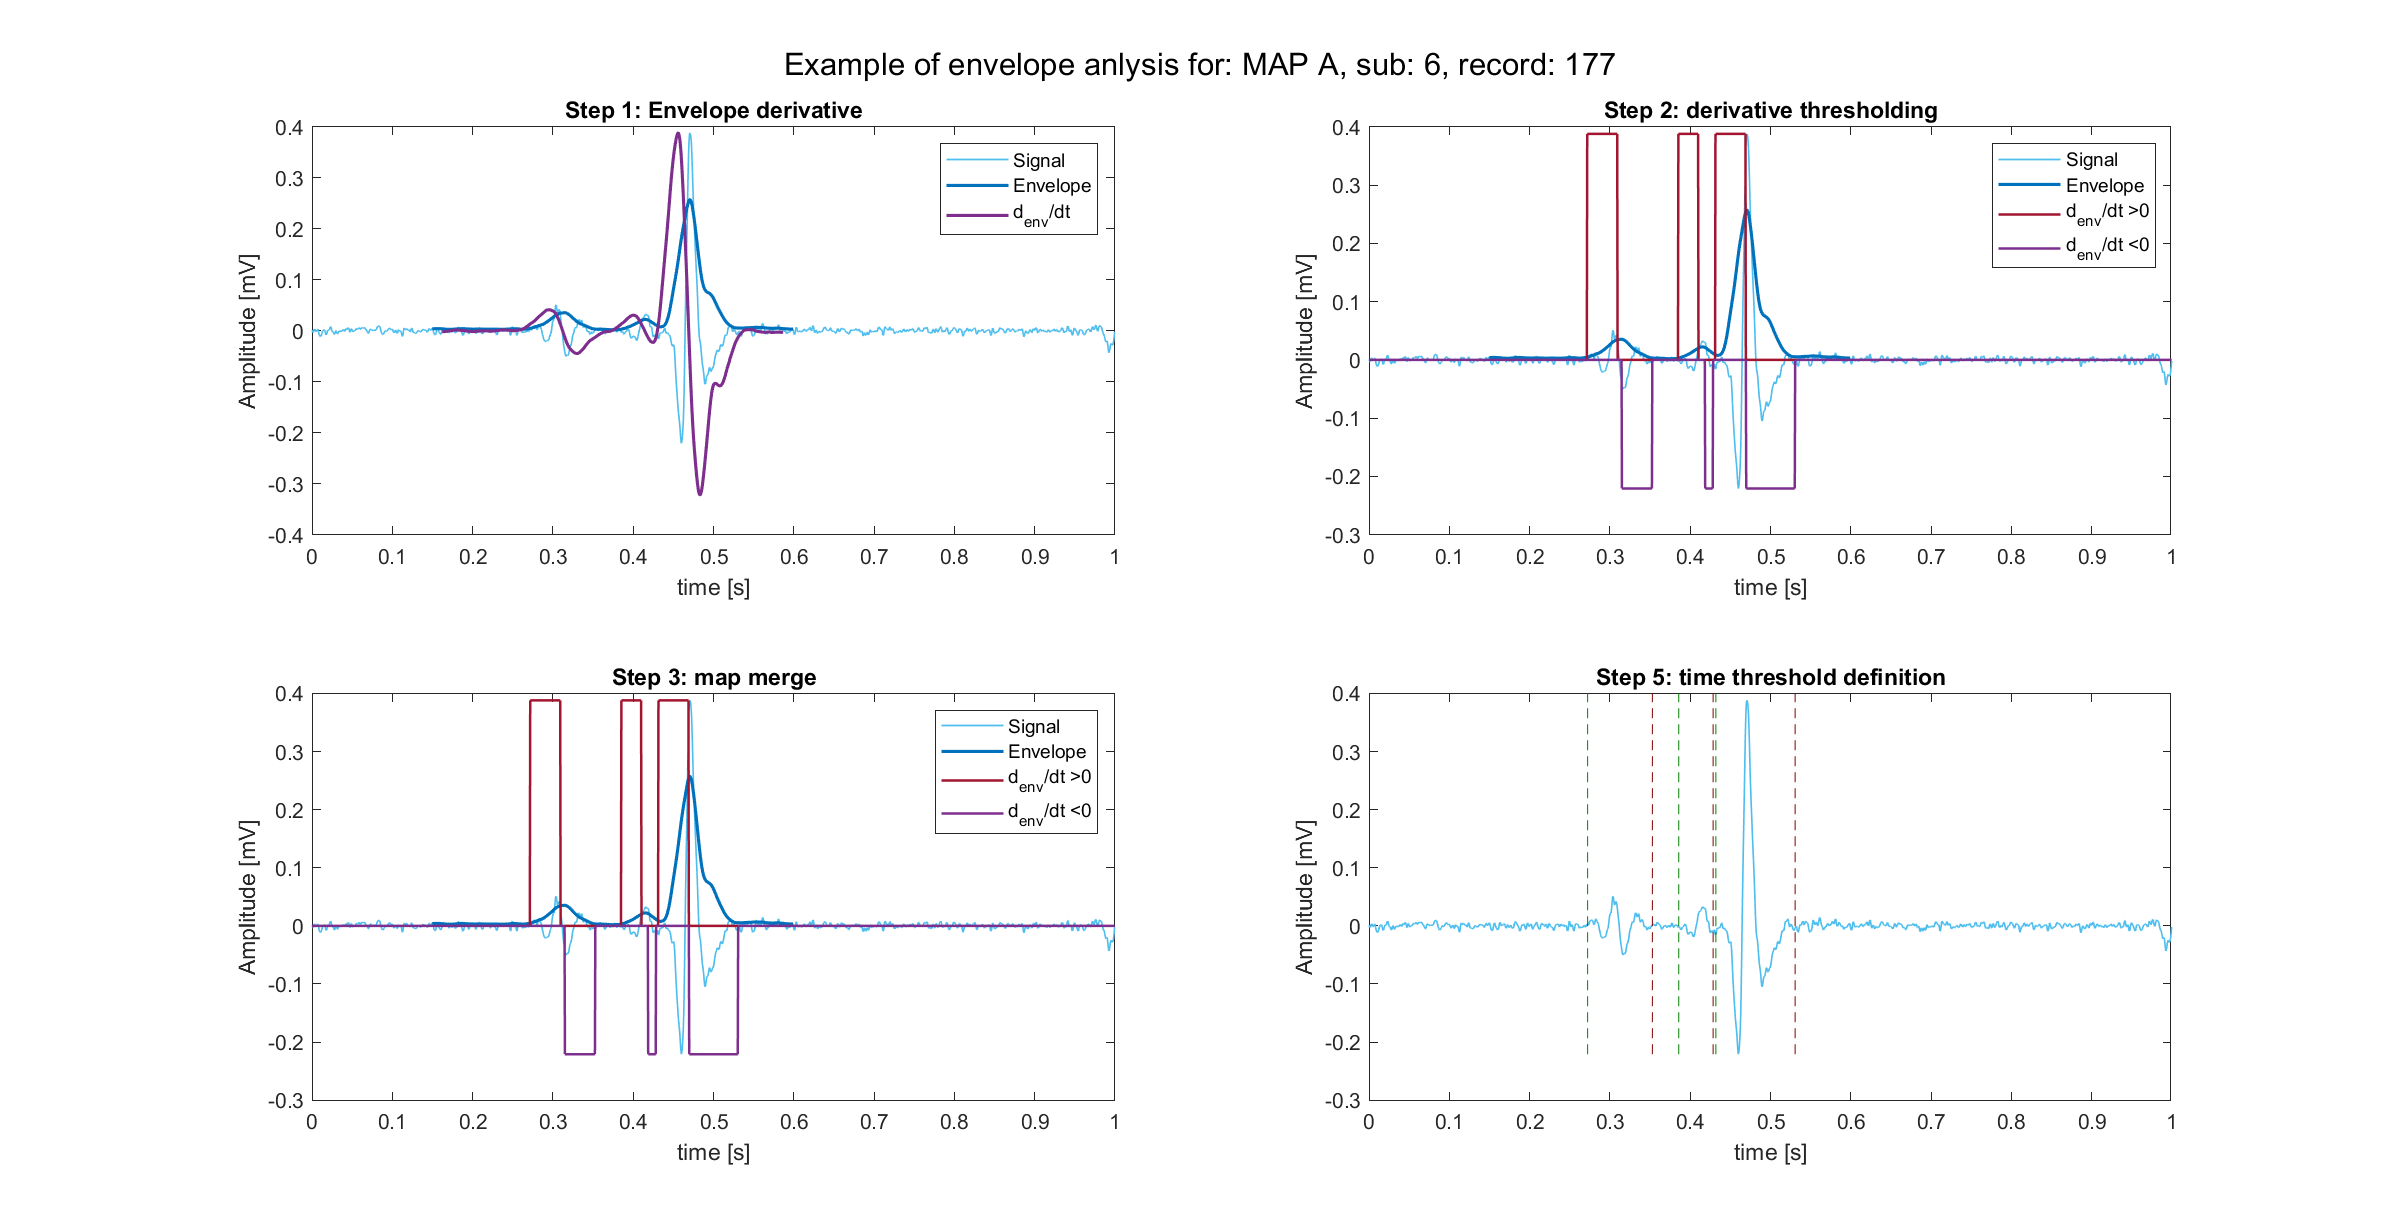 Example of envelope anlysis for: MAP A, sub: 6, record: 177
Step 1: Envelope derivative
0.4
0.3
0.2
0.1
0
-0.1
-0.2
-0.3
-0.4
Amplitude [mV]
0 0.1 0.2 0.3 0.4 0.5 0.6 0.7 0.8 0.9 1
time [s]
Signal
Envelope
d_env/dt
Step 2: derivative thresholding
0.4
0.3
0.2
0.1
0
-0.1
-0.2
-0.3
Amplitude [mV]
0 0.1 0.2 0.3 0.4 0.5 0.6 0.7 0.8 0.9 1
time [s]
Signal
Envelope
d_env/dt >0
d_env/dt <0
Step 3: map merge
0.4
0.3
0.2
0.1
0
-0.1
-0.2
-0.3
Amplitude [mV]
0 0.1 0.2 0.3 0.4 0.5 0.6 0.7 0.8 0.9 1
time [s]
Signal
Envelope
d_env/dt >0
d_env/dt <0
Step 5: time threshold definition
0.4
0.3
0.2
0.1
0
-0.1
-0.2
-0.3
Amplitude [mV]
0 0.1 0.2 0.3 0.4 0.5 0.6 0.7 0.8 0.9 1
time [s]